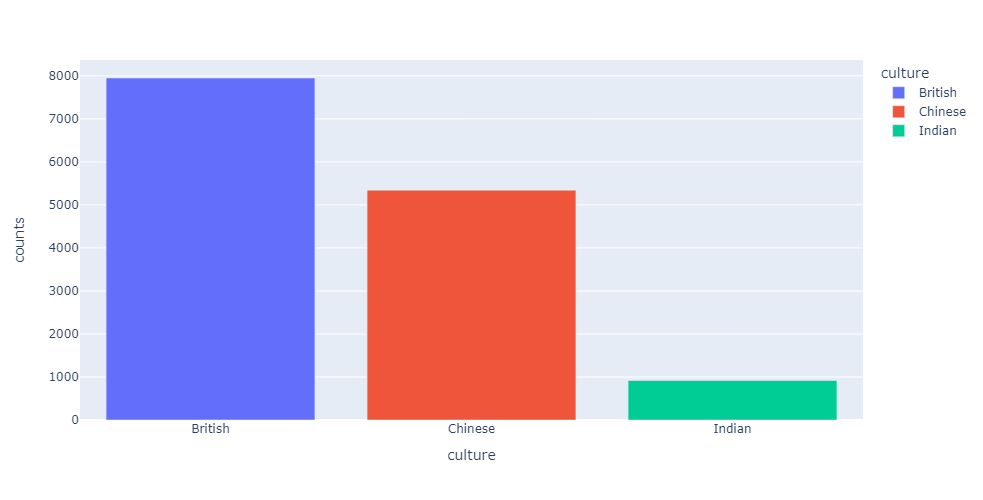 culture
British
Chinese
Indian
counts
8000
7000
6000
5000
4000
3000
2000
1000
0
British
Chinese
Indian
culture